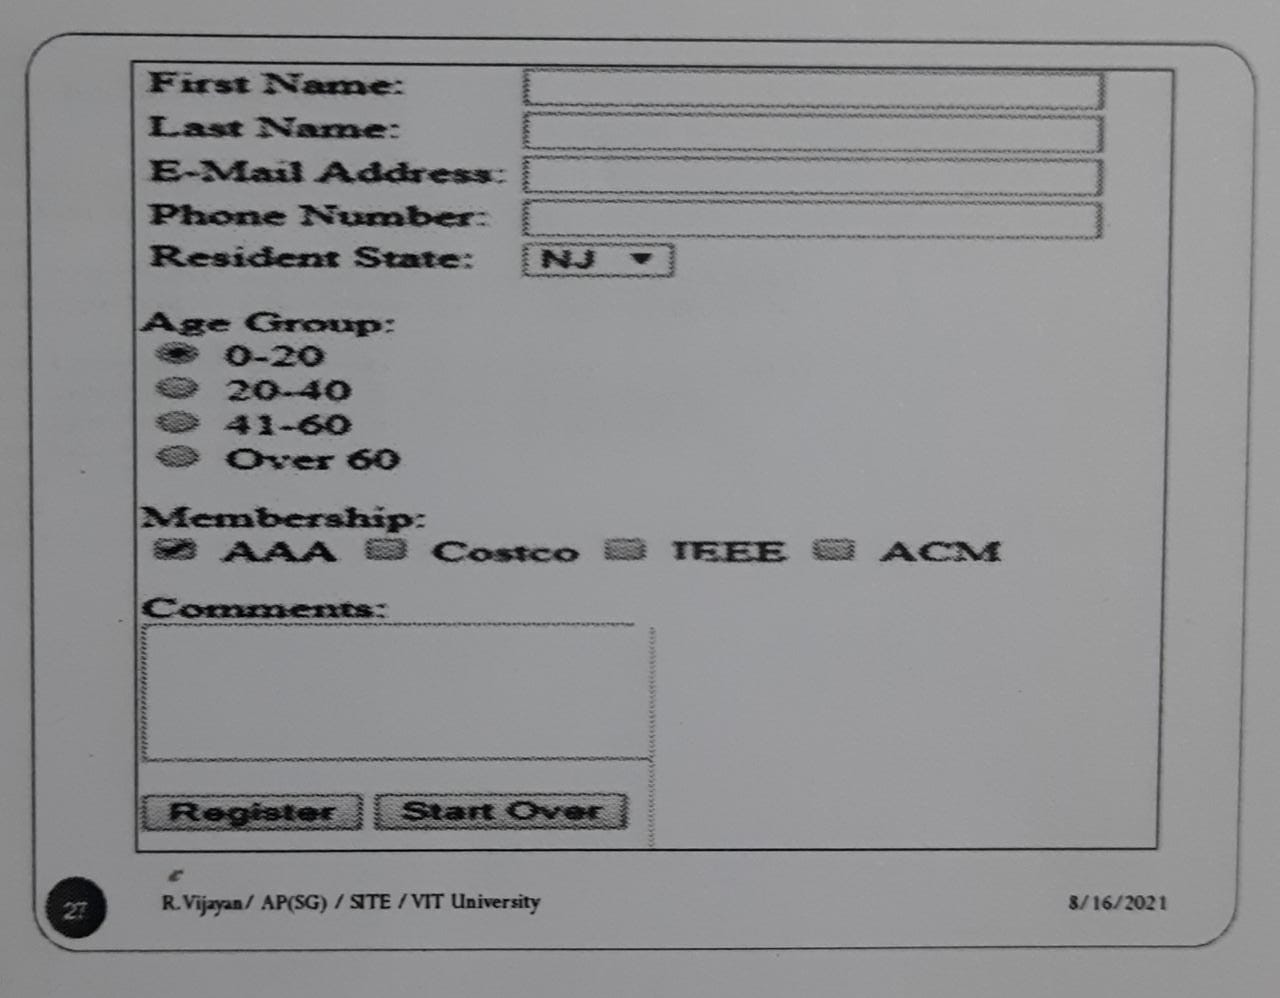 First Name:
Last Name:
E-Mail Address:
Phone Number:
Resident State: NJ
Age Group:
0-20
20-40
41-60
Over 60
Membership:
AAA Costco IEEE ACM
Comments:
Register Start Over
e
27 R.Vijayan/ AP(SG) / SITE / VIT University 8/16/2021